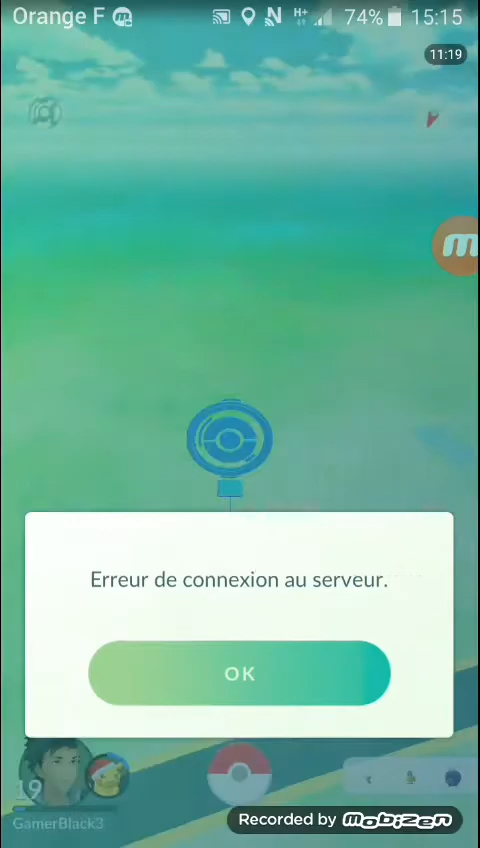 Orange F
H+
74%
15:15
11:19
Erreur de connexion au serveur.
OK
19
GamerBlack3
Recorded by mobizen